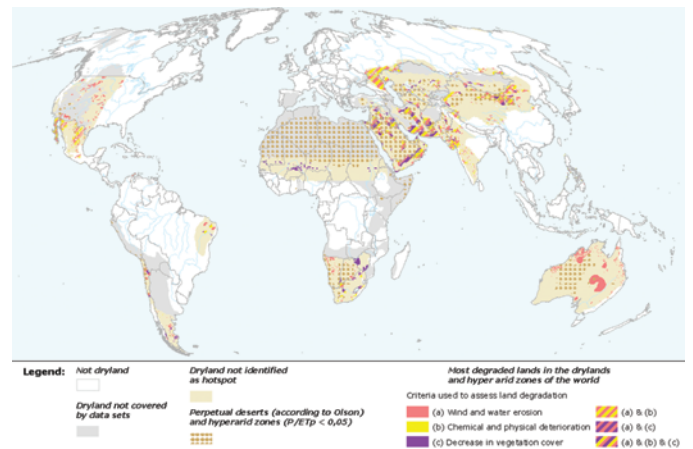 Legend:
Not dryland
Dryland not covered
by data sets
Dryland not identified
as hotspot
Perpetual deserts (according to Olson)
and hyperarid zones (P/ETp < 0,05)
Most degraded lands in the drylands
and hyper arid zones of the world
Criteria used to assess land degradation
(a) Wind and water erosion
(b) Chemical and physical deterioration
(c) Decrease in vegetation cover
(a) & (b)
(a) & (c)
(a) & (b) & (c)